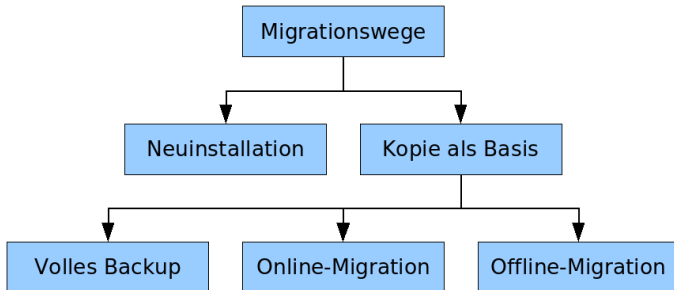 Migrationswege
Neuinstallation
Kopie als Basis
Volles Backup
Online-Migration
Offline-Migration